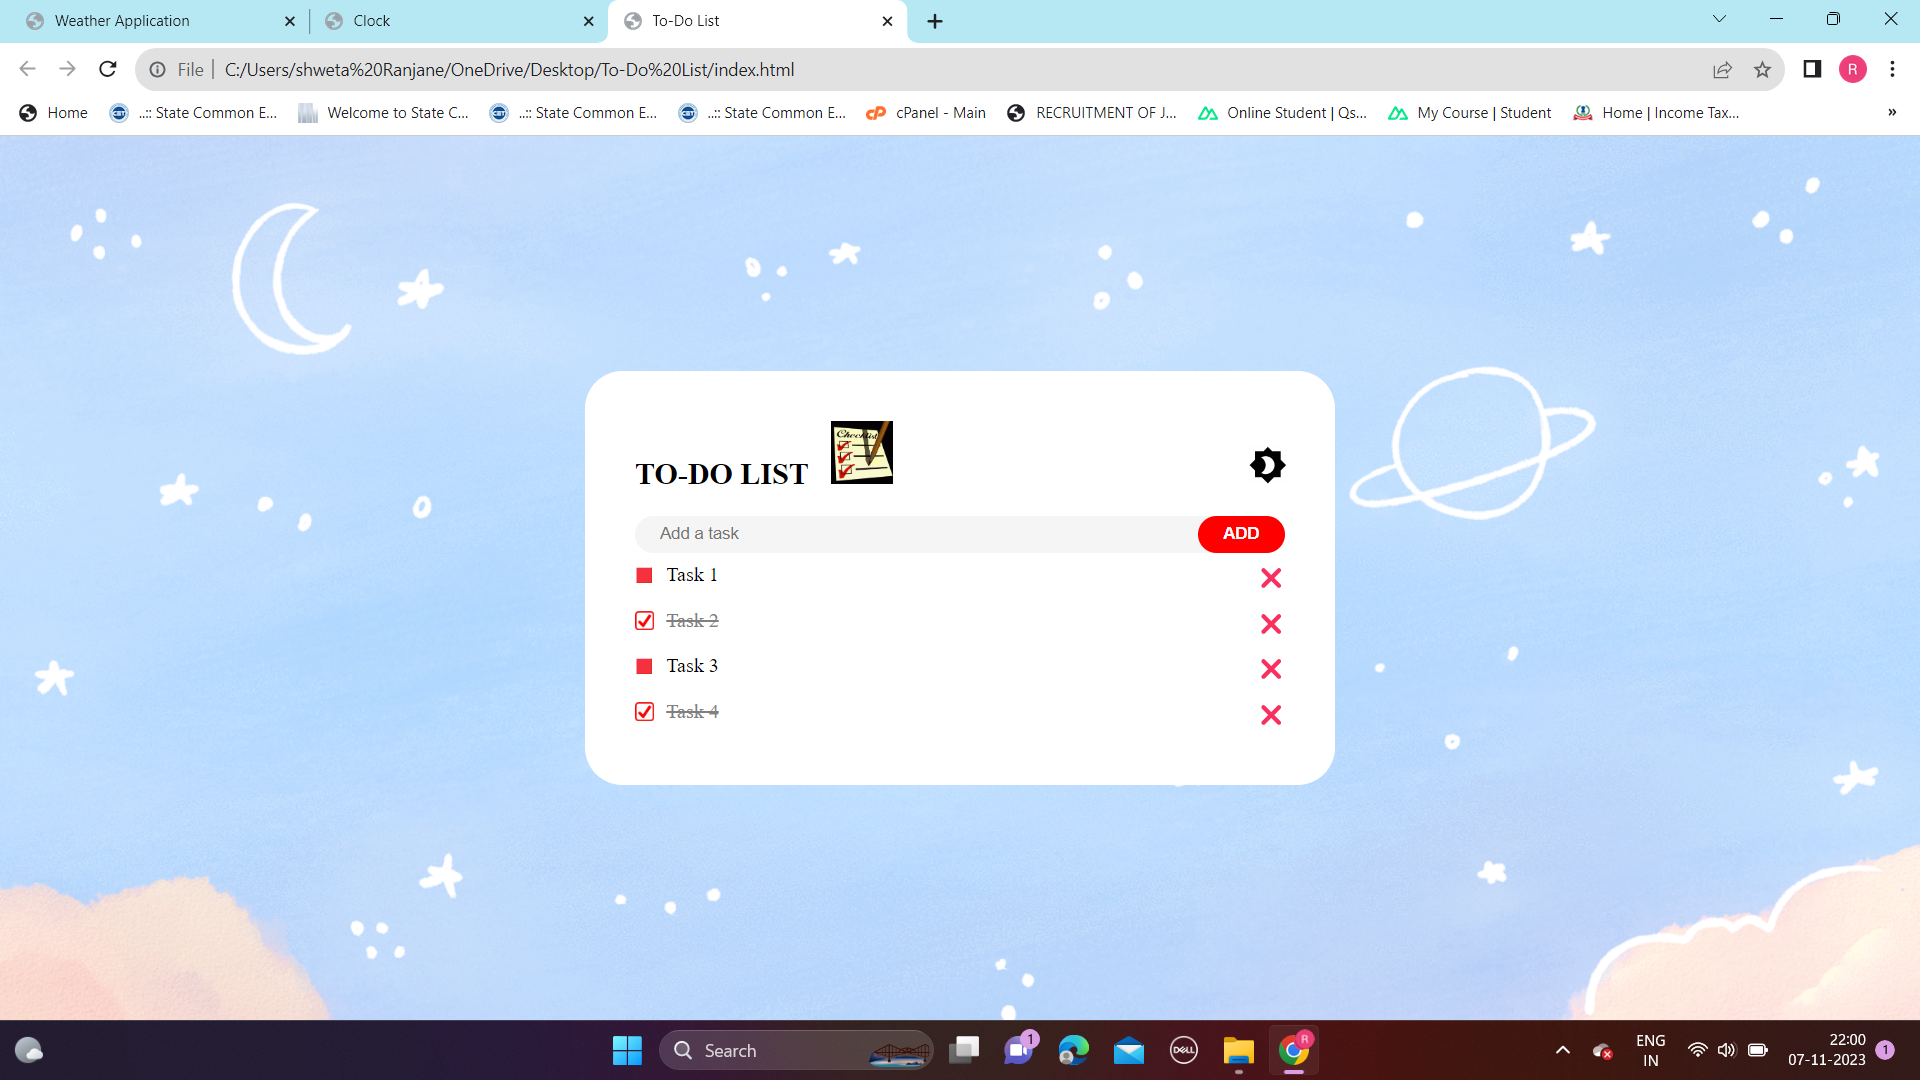 Weather Application
Clock
To-Do List
File
C:/Users/shweta%20Ranjane/OneDrive/Desktop/To-Do%20List/index.html
R
Home
..:: State Common E...
Welcome to State C...
..:: State Common E...
..:: State Common E...
cPanel - Main
RECRUITMENT OF J...
Online Student | Qs...
My Course | Student
Home | Income Tax...
»
Checklist
TO-DO LIST
Add a task
ADD
Task 1
Task 2
Task 3
Task 4
Search
1
DELL
R
ENG
IN
22:00
07-11-2023
1